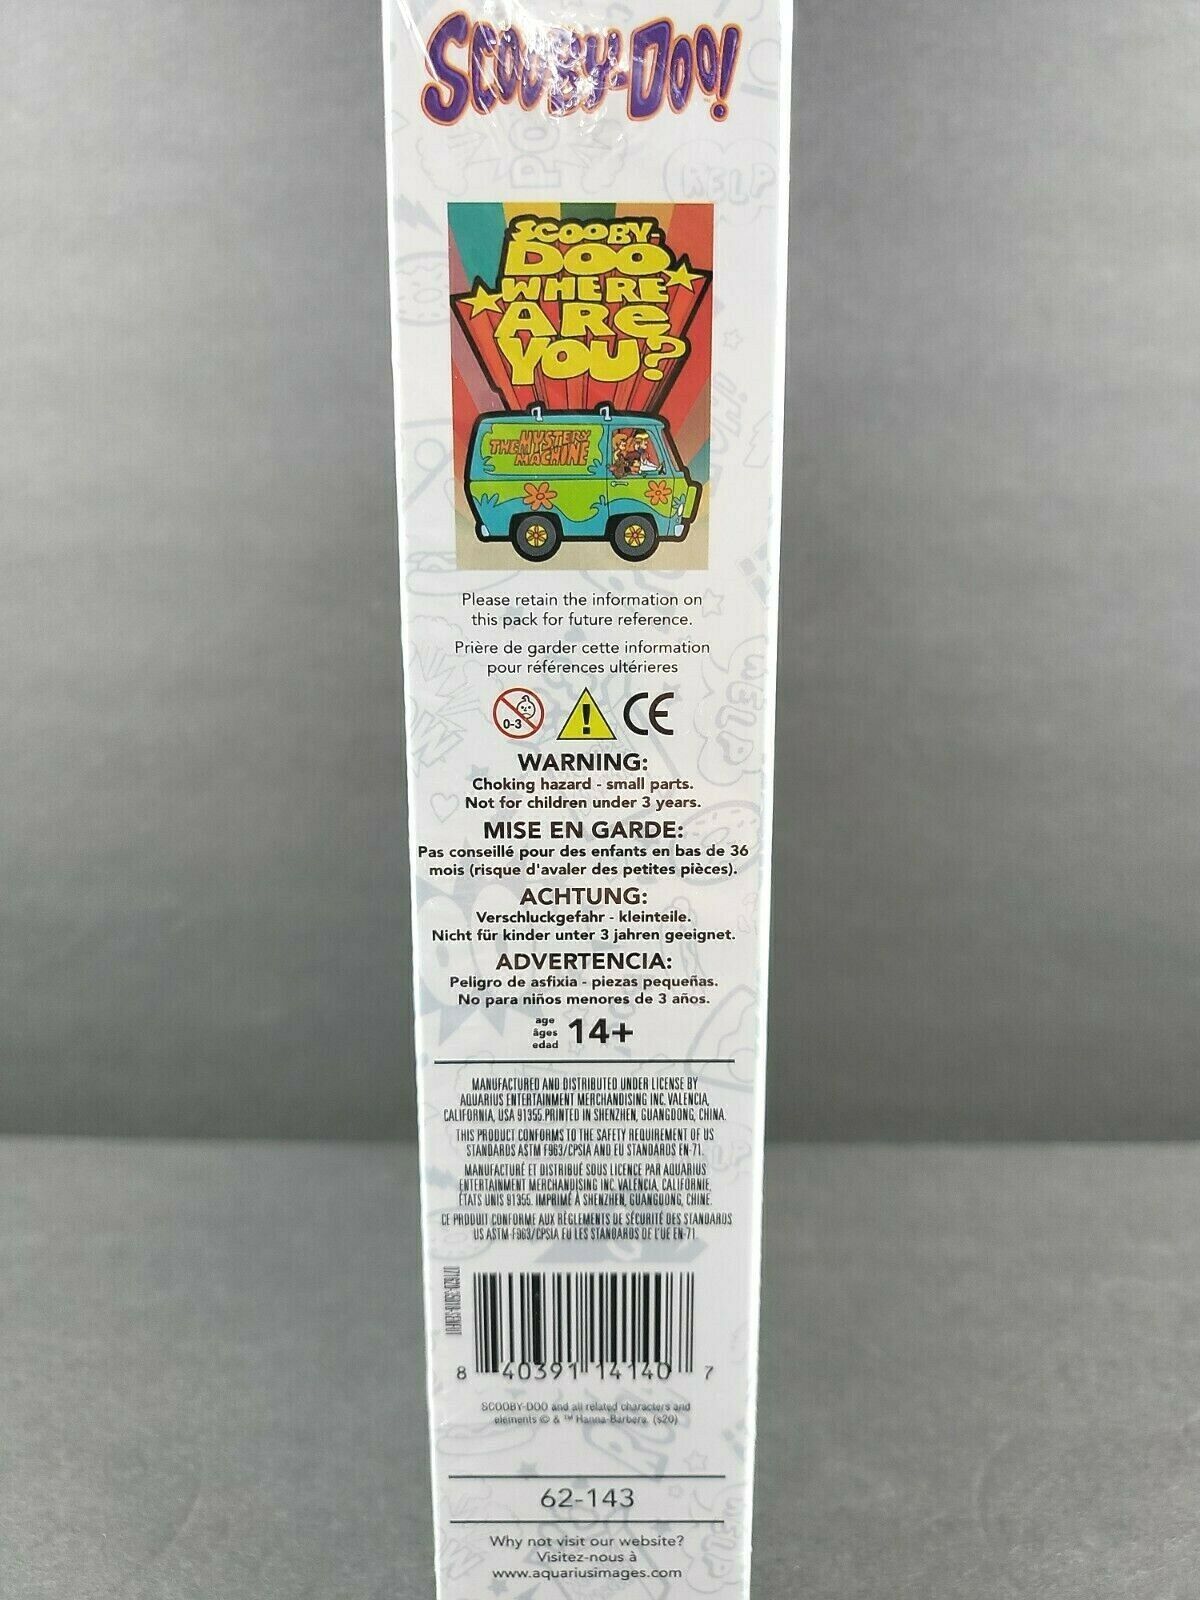 SCOOBY-DOO!
SCOOBY-
DOO
WHERE
ARE
YOU?
THE MYSTERY
MACHINE
Please retain the information on
this pack for future reference.
Prière de garder cette information
pour références ultérieures
0-3
CE
WARNING:
Choking hazard - small parts.
Not for children under 3 years.
MISE EN GARDE:
Pas conseillé pour des enfants en bas de 36
mois (risque d'avaler des petites pièces).
ACHTUNG:
Verschluckgefahr - kleinteile.
Nicht für kinder unter 3 jahren geeignet.
ADVERTENCIA:
Peligro de asfixia - piezas pequeñas.
No para niños menores de 3 años.
age
âges
edad
14+
MANUFACTURED AND DISTRIBUTED UNDER LICENSE BY
AQUARIUS ENTERTAINMENT MERCHANDISING INC. VALENCIA,
CALIFORNIA, USA 91355. PRINTED IN SHENZHEN, GUANGDONG, CHINA.
THIS PRODUCT CONFORMS TO THE SAFETY REQUIREMENT OF US
STANDARDS ASTM F963/CPSIA AND EU STANDARDS EN-71.
MANUFACTURÉ ET DISTRIBUÉ SOUS LICENCE PAR AQUARIUS
ENTERTAINMENT MERCHANDISING INC. VALENCIA, CALIFORNIE,
ÉTATS UNIS 91355. IMPRIMÉ À SHENZHEN, GUANGDONG, CHINE.
CE PRODUIT CONFORME AUX RÈGLEMENTS DE SÉCURITÉ DES STANDARDS
US ASTM-F963/CPSIA EU LES STANDARDS DE L'UE EN-71.
8 40391 14140 7
SCOOBY-DOO and all related characters and
elements © & ™ Hanna-Barbera. (s20)
62-143
Why not visit our website?
Visitez-nous à
www.aquariusimages.com